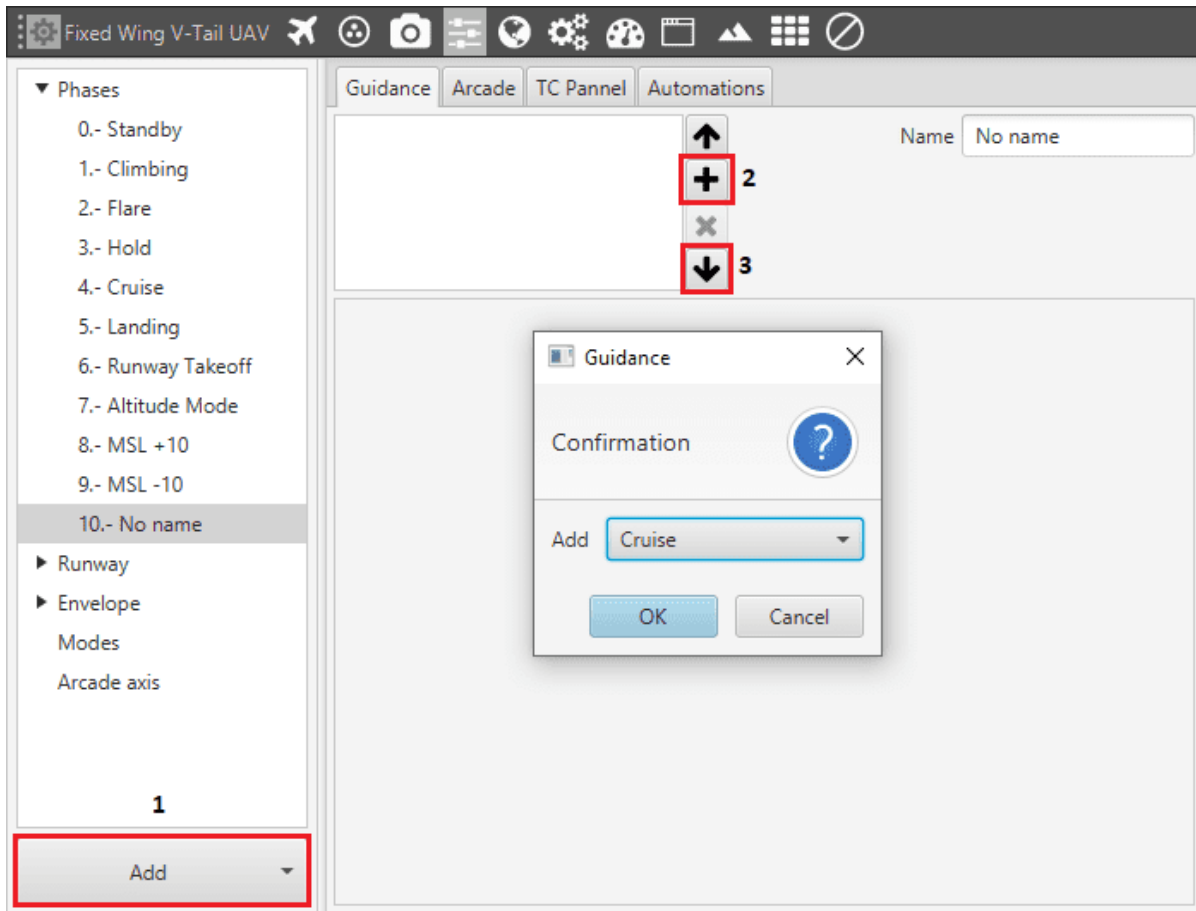 Fixed Wing V-Tail UAV
Phases
0.- Standby
1.- Climbing
2.- Flare
3.- Hold
4.- Cruise
5.- Landing
6.- Runway Takeoff
7.- Altitude Mode
8.- MSL +10
9.- MSL -10
10.- No name
Runway
Envelope
Modes
Arcade axis
1
Add
Guidance Arcade TC Pannel Automations
2
3
Name No name
Guidance
Confirmation
?
Add Cruise
OK Cancel